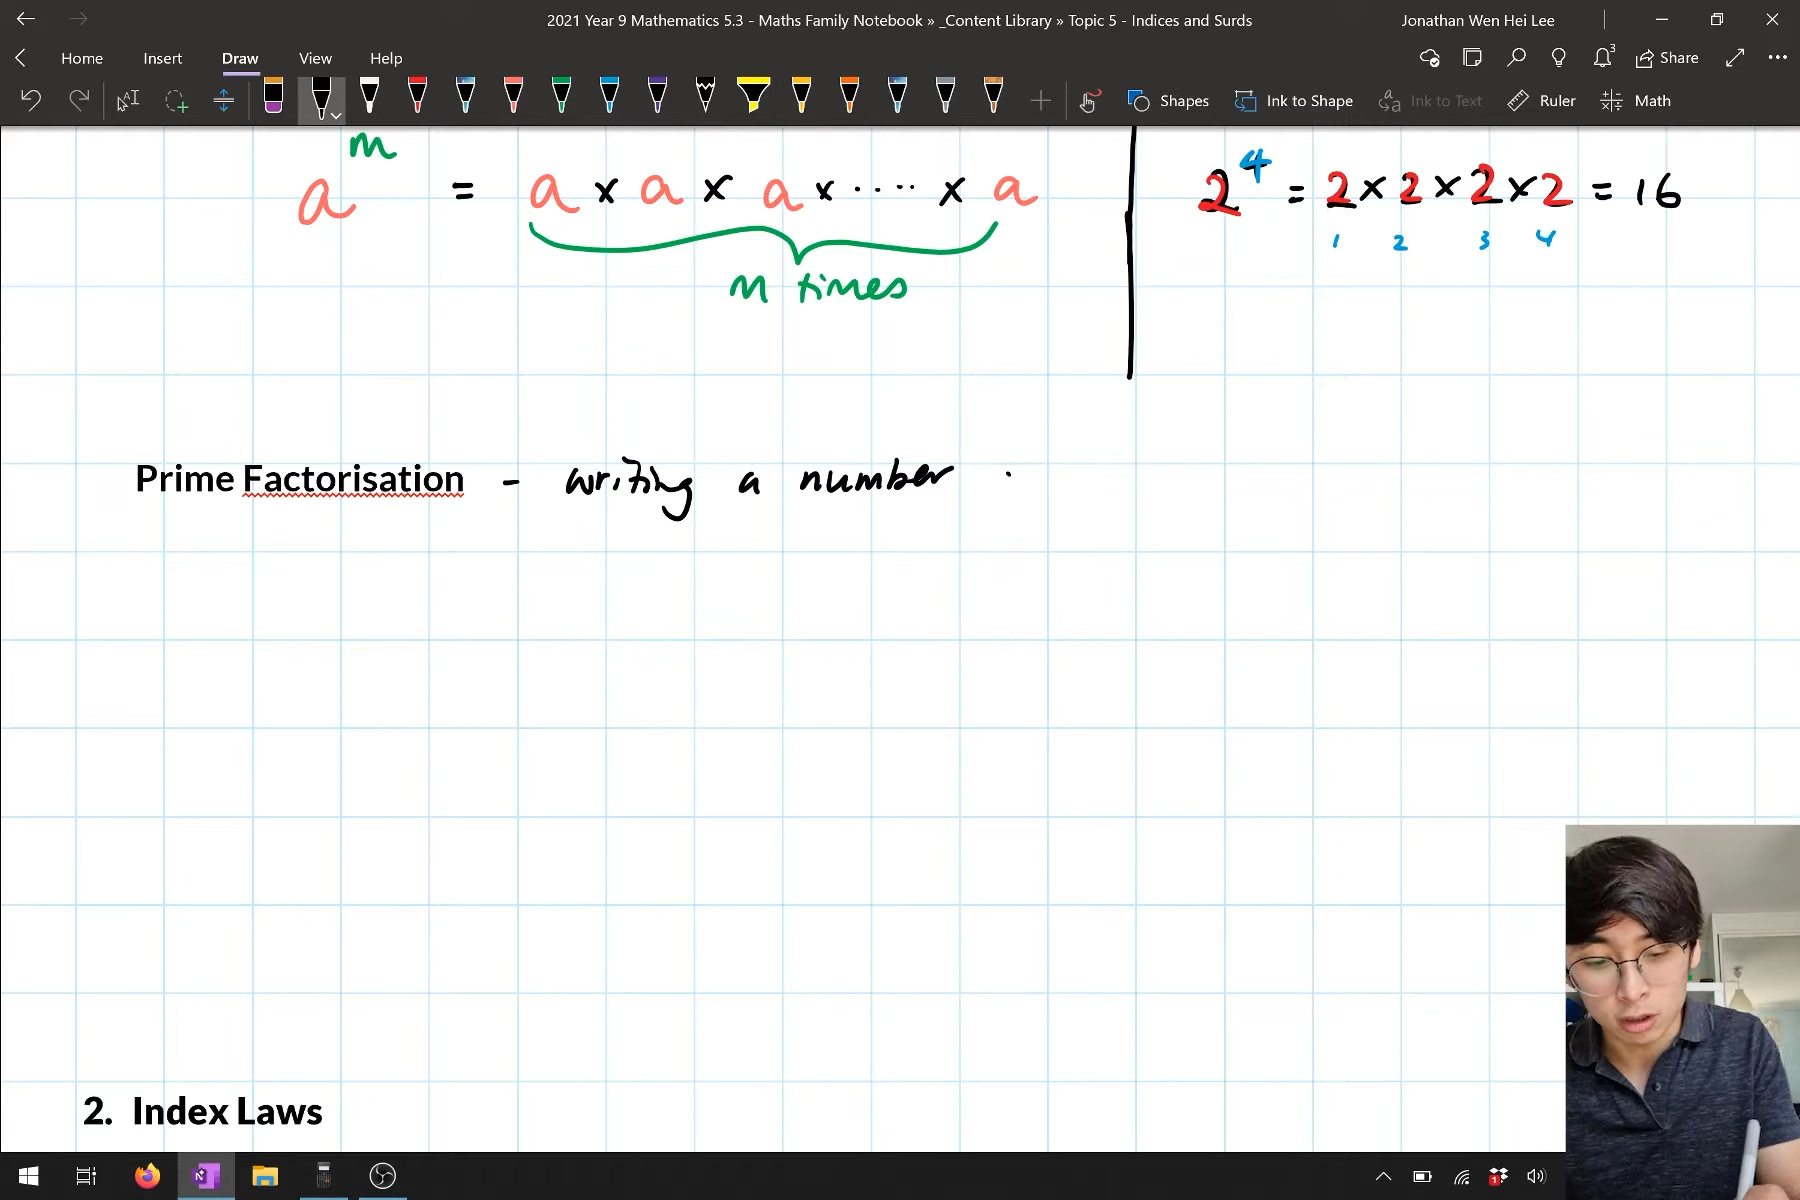 2021 Year 9 Mathematics 5.3 - Maths Family Notebook » _Content Library » Topic 5 - Indices and Surds
Jonathan Wen Hei Lee
Home Insert Draw View Help
3 Share
Shapes Ink to Shape Ink to Text Ruler Math
a^m = a × a × a × ..... × a
m times
2^4 = 2 × 2 × 2 × 2 = 16
1 2 3 4
Prime Factorisation - writing a number
2. Index Laws